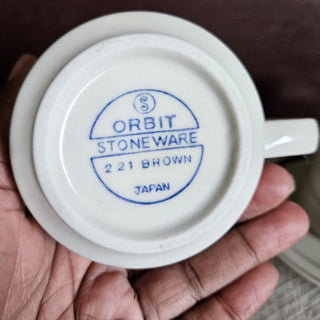 S
ORBIT
STONEWARE
221 BROWN
JAPAN